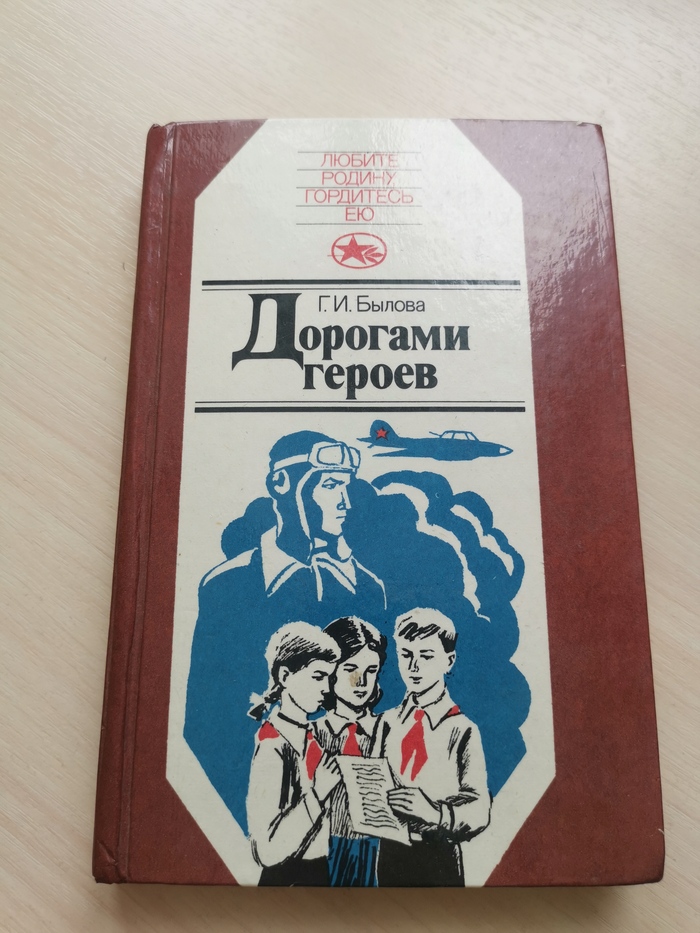 ЛЮБИТЕ
РОДИНУ,
ГОРДИТЕСЬ
ЕЮ
Г. И. Былова
Дорогами
героев